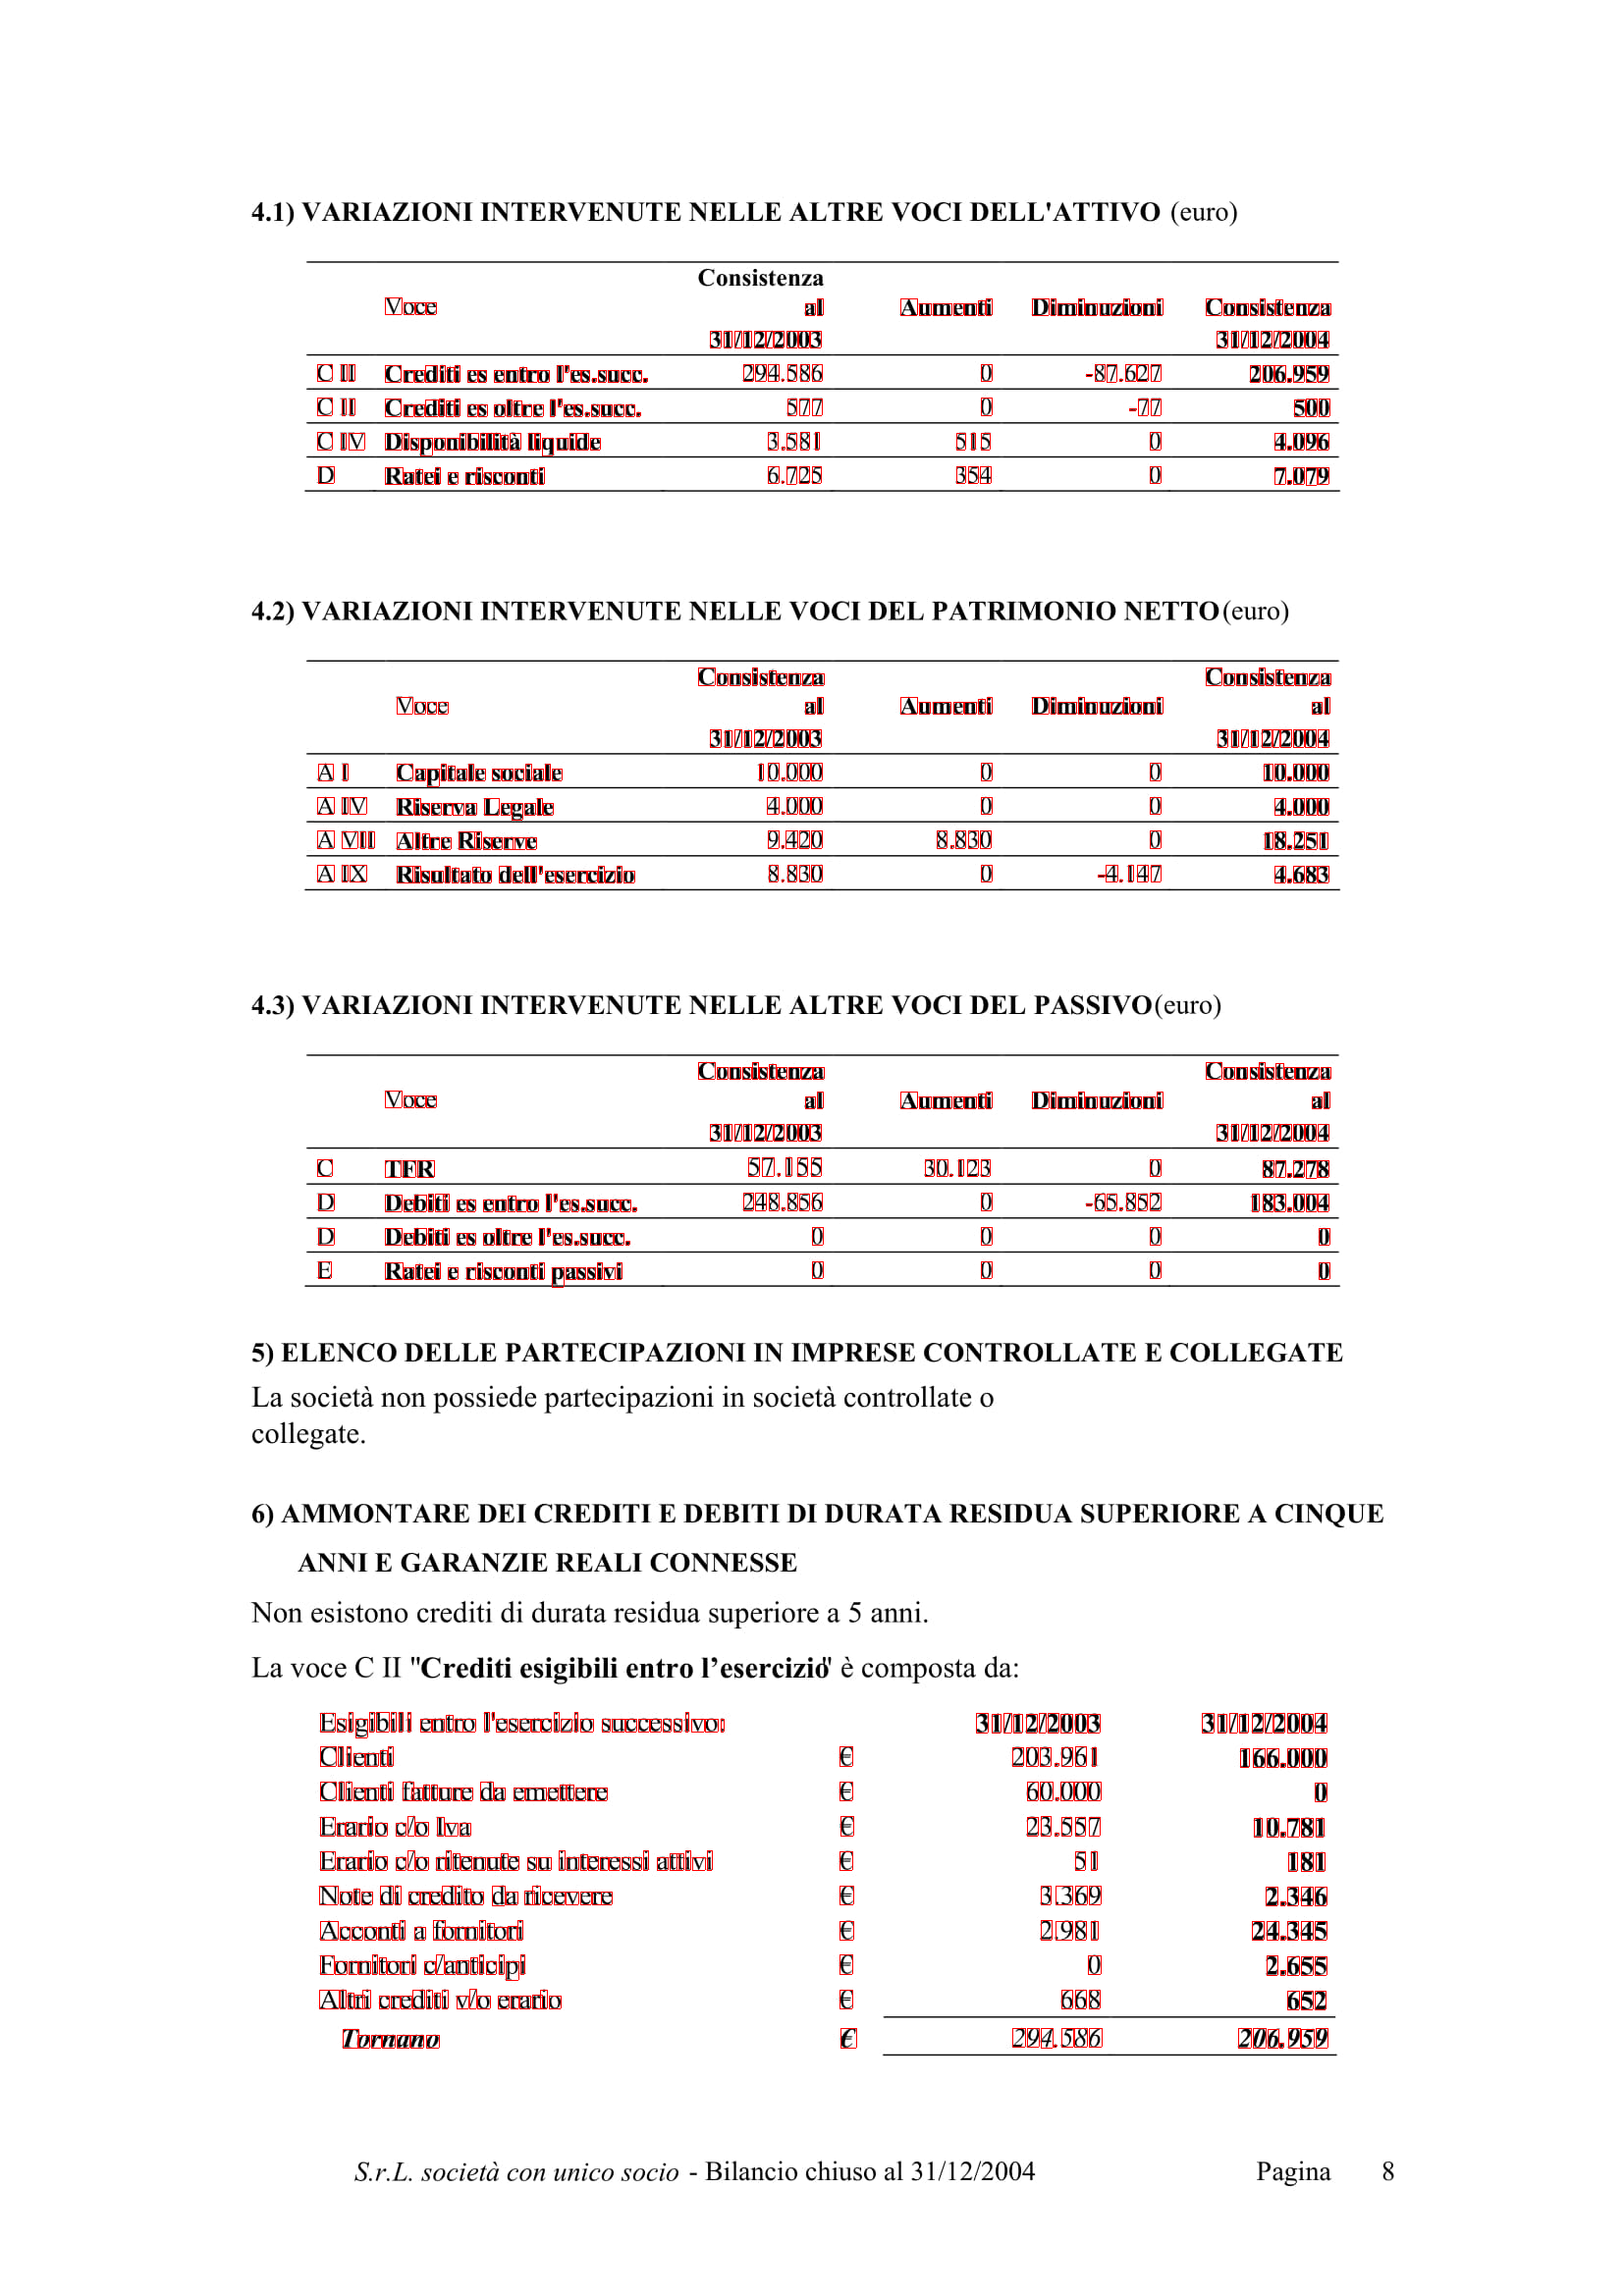 4.1) VARIAZIONI INTERVENUTE NELLE ALTRE VOCI DELL'ATTIVO (euro)
Consistenza
Voce al Aumenti Diminuzioni Consistenza
31/12/2003 31/12/2004
C II Crediti es entro l'es.succ. 294.586 0 -87.627 206.959
C II Crediti es oltre l'es.succ. 577 0 -77 500
C IV Disponibilità liquide 3.581 515 0 4.096
D Ratei e risconti 6.725 354 0 7.079
4.2) VARIAZIONI INTERVENUTE NELLE VOCI DEL PATRIMONIO NETTO (euro)
Consistenza Consistenza
Voce al Aumenti Diminuzioni al
31/12/2003 31/12/2004
A I Capitale sociale 10.000 0 0 10.000
A IV Riserva Legale 4.000 0 0 4.000
A VII Altre Riserve 9.420 8.830 0 18.251
A IX Risultato dell'esercizio 8.830 0 -4.147 4.683
4.3) VARIAZIONI INTERVENUTE NELLE ALTRE VOCI DEL PASSIVO (euro)
Consistenza Consistenza
Voce al Aumenti Diminuzioni al
31/12/2003 31/12/2004
C TFR 57.155 30.123 0 87.278
D Debiti es entro l'es.succ. 248.856 0 -65.852 183.004
D Debiti es oltre l'es.succ. 0 0 0 0
E Ratei e risconti passivi 0 0 0 0
5) ELENCO DELLE PARTECIPAZIONI IN IMPRESE CONTROLLATE E COLLEGATE
La società non possiede partecipazioni in società controllate o
collegate.
6) AMMONTARE DEI CREDITI E DEBITI DI DURATA RESIDUA SUPERIORE A CINQUE
ANNI E GARANZIE REALI CONNESSE
Non esistono crediti di durata residua superiore a 5 anni.
La voce C II "Crediti esigibili entro l’esercizio" è composta da:
Esigibili entro l'esercizio successivo: 31/12/2003 31/12/2004
Clienti € 203.961 166.000
Clienti fatture da emettere € 60.000 0
Erario c/o Iva € 23.557 10.781
Erario c/o ritenute su interessi attivi € 51 181
Note di credito da ricevere € 3.369 2.346
Acconti a fornitori € 2.981 24.345
Fornitori c/anticipi € 0 2.655
Altri crediti v/o erario € 668 652
Tornano € 294.586 206.959
S.r.L. società con unico socio - Bilancio chiuso al 31/12/2004 Pagina 8